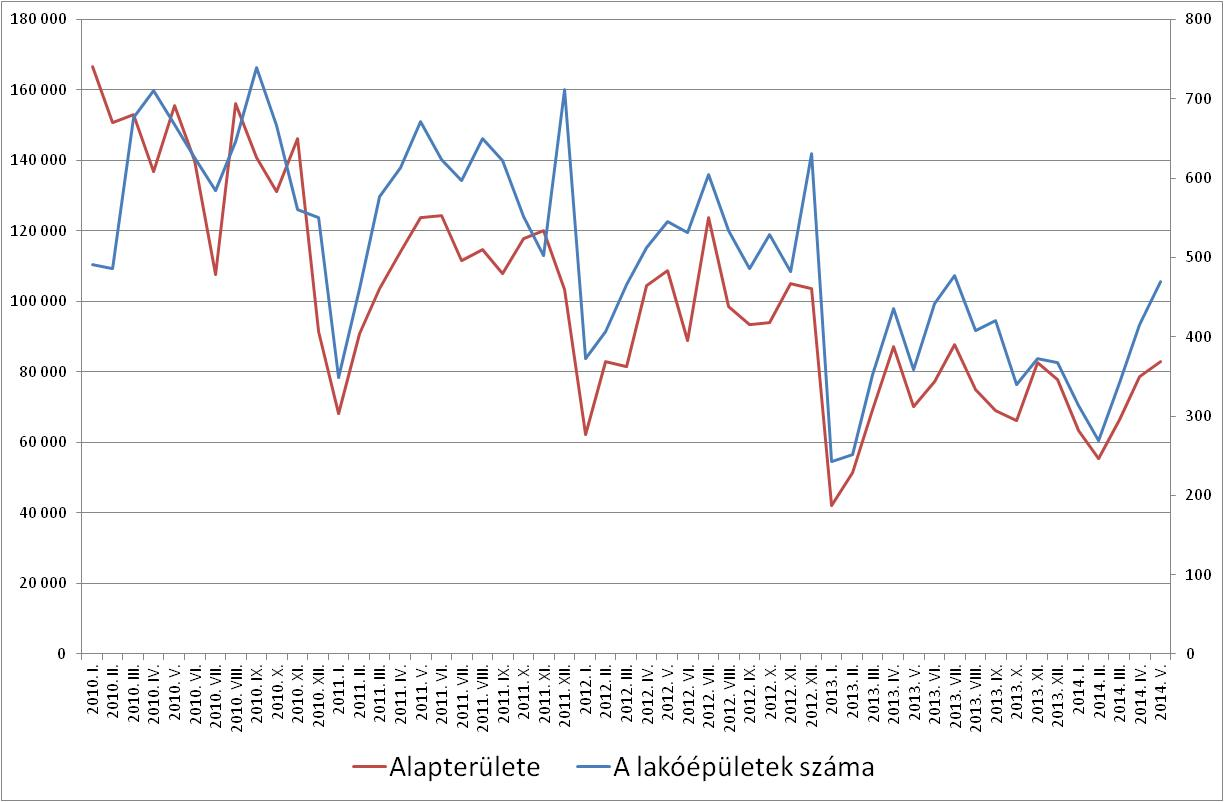 180 000
160 000
140 000
120 000
100 000
80 000
60 000
40 000
20 000
0
800
700
600
500
400
300
200
100
0
2010. I.
2010. II.
2010. III.
2010. IV.
2010. V.
2010. VI.
2010. VII.
2010. VIII.
2010. IX.
2010. X.
2010. XI.
2010. XII.
2011. I.
2011. II.
2011. III.
2011. IV.
2011. V.
2011. VI.
2011. VII.
2011. VIII.
2011. IX.
2011. X.
2011. XI.
2011. XII.
2012. I.
2012. II.
2012. III.
2012. IV.
2012. V.
2012. VI.
2012. VII.
2012. VIII.
2012. IX.
2012. X.
2012. XI.
2012. XII.
2013. I.
2013. II.
2013. III.
2013. IV.
2013. V.
2013. VI.
2013. VII.
2013. VIII.
2013. IX.
2013. X.
2013. XI.
2013. XII.
2014. I.
2014. II.
2014. III.
2014. IV.
2014. V.
Alapterülete
A lakóépületek száma